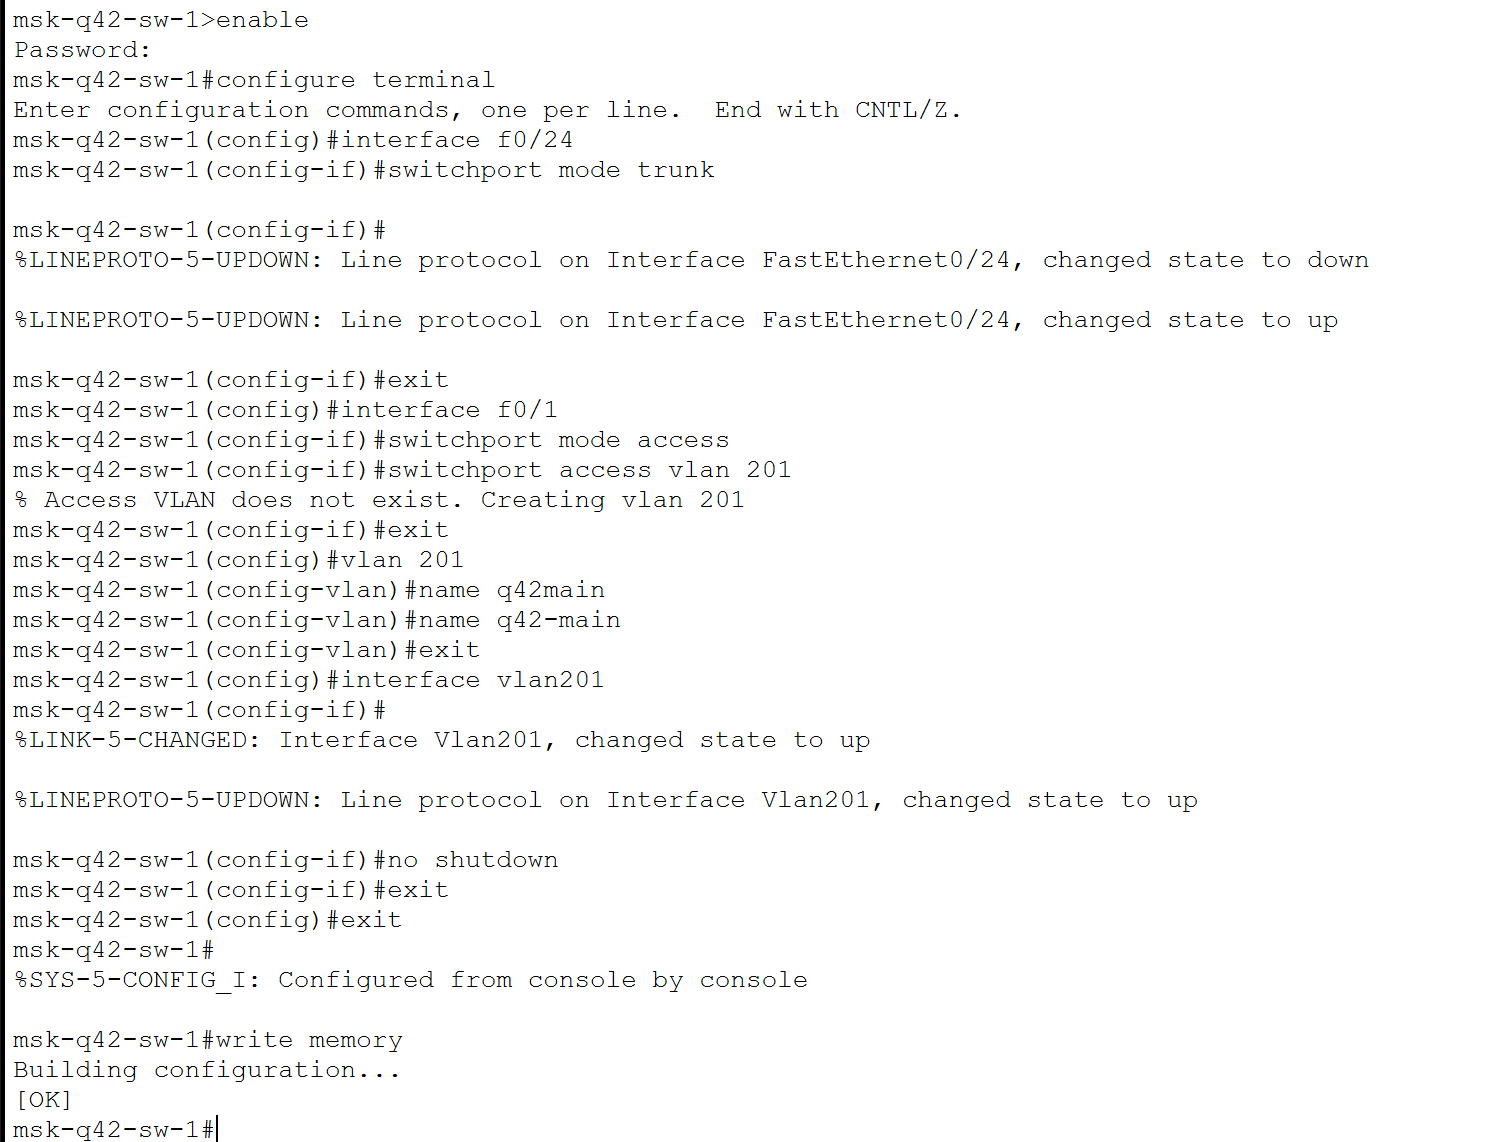 msk-q42-sw-1>enable
Password:
msk-q42-sw-1#configure terminal
Enter configuration commands, one per line.  End with CNTL/Z.
msk-q42-sw-1(config)#interface f0/24
msk-q42-sw-1(config-if)#switchport mode trunk
msk-q42-sw-1(config-if)#
%LINEPROTO-5-UPDOWN: Line protocol on Interface FastEthernet0/24, changed state to down
%LINEPROTO-5-UPDOWN: Line protocol on Interface FastEthernet0/24, changed state to up
msk-q42-sw-1(config-if)#exit
msk-q42-sw-1(config)#interface f0/1
msk-q42-sw-1(config-if)#switchport mode access
msk-q42-sw-1(config-if)#switchport access vlan 201
% Access VLAN does not exist. Creating vlan 201
msk-q42-sw-1(config-if)#exit
msk-q42-sw-1(config)#vlan 201
msk-q42-sw-1(config-vlan)#name q42main
msk-q42-sw-1(config-vlan)#name q42-main
msk-q42-sw-1(config-vlan)#exit
msk-q42-sw-1(config)#interface vlan201
msk-q42-sw-1(config-if)#
%LINK-5-CHANGED: Interface Vlan201, changed state to up
%LINEPROTO-5-UPDOWN: Line protocol on Interface Vlan201, changed state to up
msk-q42-sw-1(config-if)#no shutdown
msk-q42-sw-1(config-if)#exit
msk-q42-sw-1(config)#exit
msk-q42-sw-1#
%SYS-5-CONFIG_I: Configured from console by console
msk-q42-sw-1#write memory
Building configuration...
[OK]
msk-q42-sw-1#